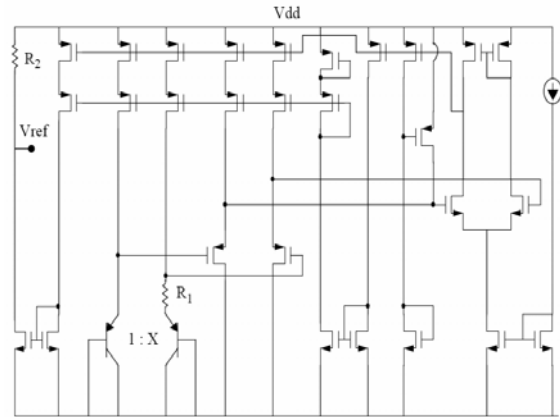 Vdd
R2
Vref
R1
1 : X